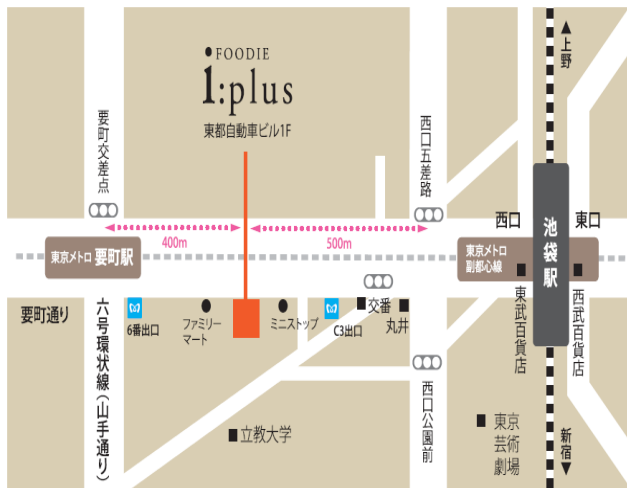 FOODIE
i:plus
東都自動車ビル1F
▲上野
要町交差点
西口五差路
400m
500m
西口
東口
池袋駅
東京メトロ 要町駅
東京メトロ
副都心線
要町通り
六号環状線(山手通り)
6番出口
ファミリー
マート
ミニストップ
C3出口
交番
丸井
東武百貨店
西武百貨店
西口公園前
立教大学
東京
芸術
劇場
新宿▼